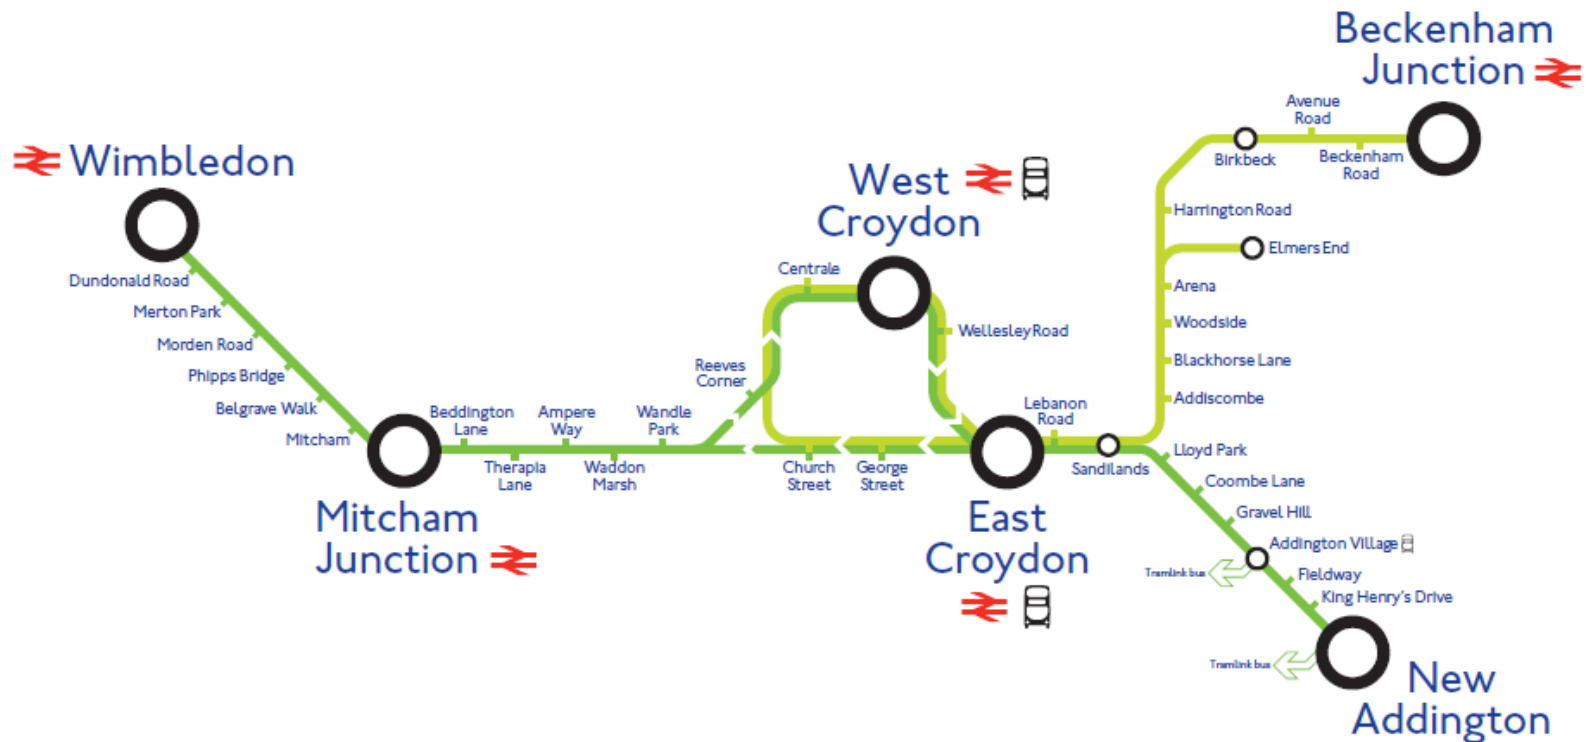 Beckenham
Junction
Avenue
Road
Birkbeck
Beckenham
Road
Wimbledon
West
Croydon
Harrington Road
Elmers End
Dundonald Road
Centrale
Arena
Merton Park
Woodside
Wellesley Road
Morden Road
Reeves
Corner
Blackhorse Lane
Phipps Bridge
Addiscombe
Belgrave Walk
Mitcham
Beddington
Lane
Ampere
Way
Wandle
Park
Lebanon
Road
Therapia
Lane
Waddon
Marsh
Church
Street
George
Street
Sandilands
Lloyd Park
Coombe Lane
Mitcham
Junction
East
Croydon
Gravel Hill
Addington Village
Tramlink bus
Fieldway
King Henry's Drive
Tramlink bus
New
Addington